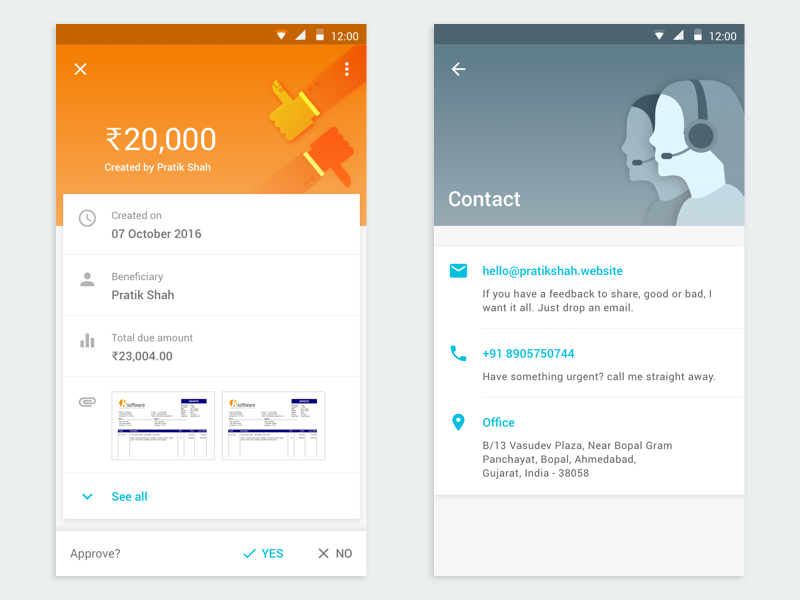 12:00
₹20,000
Created by Pratik Shah
Created on
07 October 2016
Beneficiary
Pratik Shah
Total due amount
₹23,004.00
software
INVOICE
software
INVOICE
See all
Approve?
YES
NO
12:00
Contact
hello@pratikshah.website
If you have a feedback to share, good or bad, I
want it all. Just drop an email.
+91 8905750744
Have something urgent? call me straight away.
Office
B/13 Vasudev Plaza, Near Bopal Gram
Panchayat, Bopal, Ahmedabad,
Gujarat, India - 38058